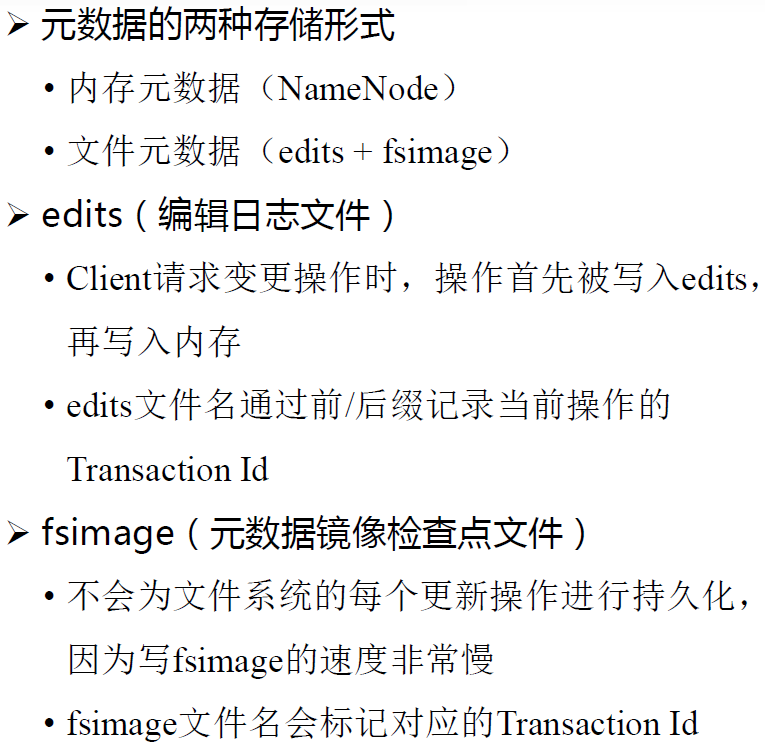 ➢ 元数据的两种存储形式
• 内存元数据（NameNode）
• 文件元数据（edits + fsimage）
➢ edits（编辑日志文件）
• Client请求变更操作时，操作首先被写入edits，
再写入内存
• edits文件名通过前/后缀记录当前操作的
Transaction Id
➢ fsimage（元数据镜像检查点文件）
• 不会为文件系统的每个更新操作进行持久化，
因为写fsimage的速度非常慢
• fsimage文件名会标记对应的Transaction Id